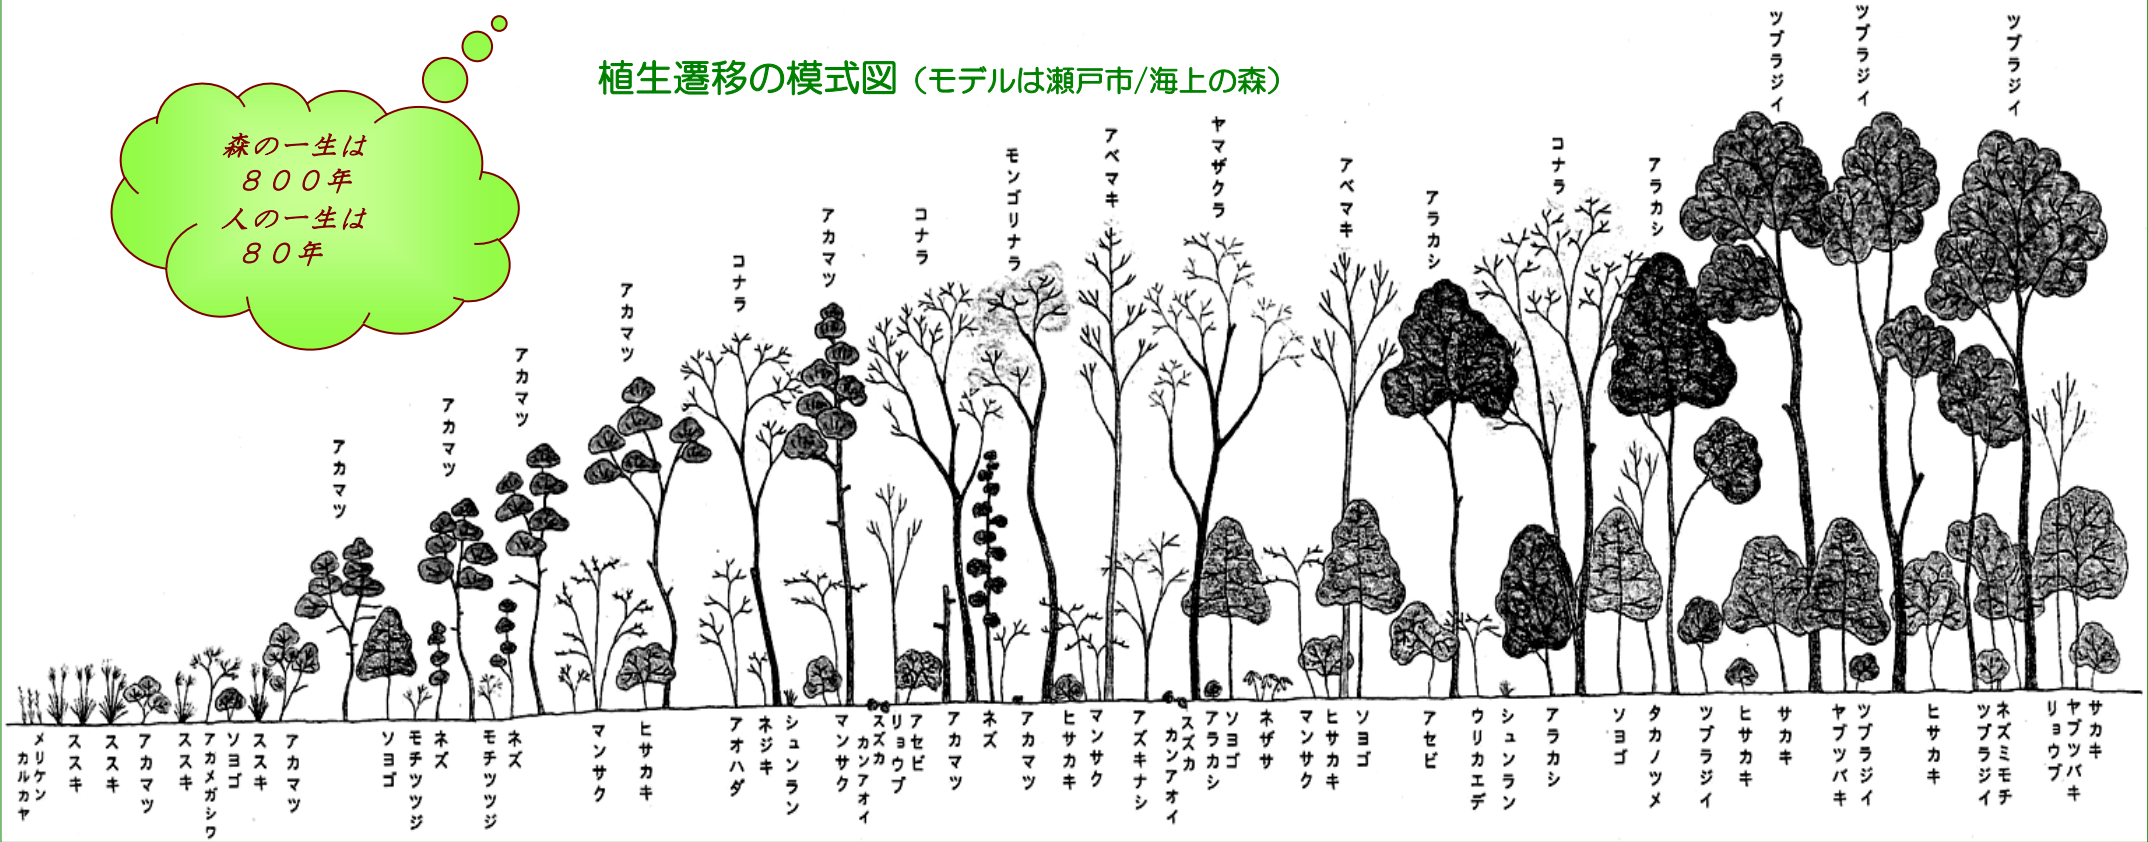 植生遷移の模式図（モデルは瀬戸市/海上の森）
森の一生は
８００年
人の一生は
８０年
アカマツ
アカマツ
アカマツ
アカマツ
コナラ
アカマツ
コナラ
モンゴリナラ
アベマキ
ヤマザクラ
アベマキ
アラカシ
コナラ
アラカシ
ツブラジイ
ツブラジイ
ツブラジイ
メリケン
カルカヤ
ススキ
ススキ
アカマツ
ススキ
アカメガシワ
ソヨゴ
ススキ
アカマツ
ソヨゴ
モチツツジ
ネズ
モチツツジ
ネズ
マンサク
ヒサカキ
アオハダ
ネジキ
シュンラン
マンサク
スズカ
カンアオイ
リョウブ
アセビ
アカマツ
ネズ
アカマツ
ヒサカキ
マンサク
アズキナシ
スズカ
カンアオイ
アラカシ
ソヨゴ
ネザサ
マンサク
ヒサカキ
ソヨゴ
アセビ
ウリカエデ
シュンラン
アラカシ
ソヨゴ
タカノツメ
ツブラジイ
ヒサカキ
サカキ
ヤブツバキ
ツブラジイ
ヒサカキ
ツブラジイ
ネズミモチ
リョウブ
ヤブツバキ
サカキ